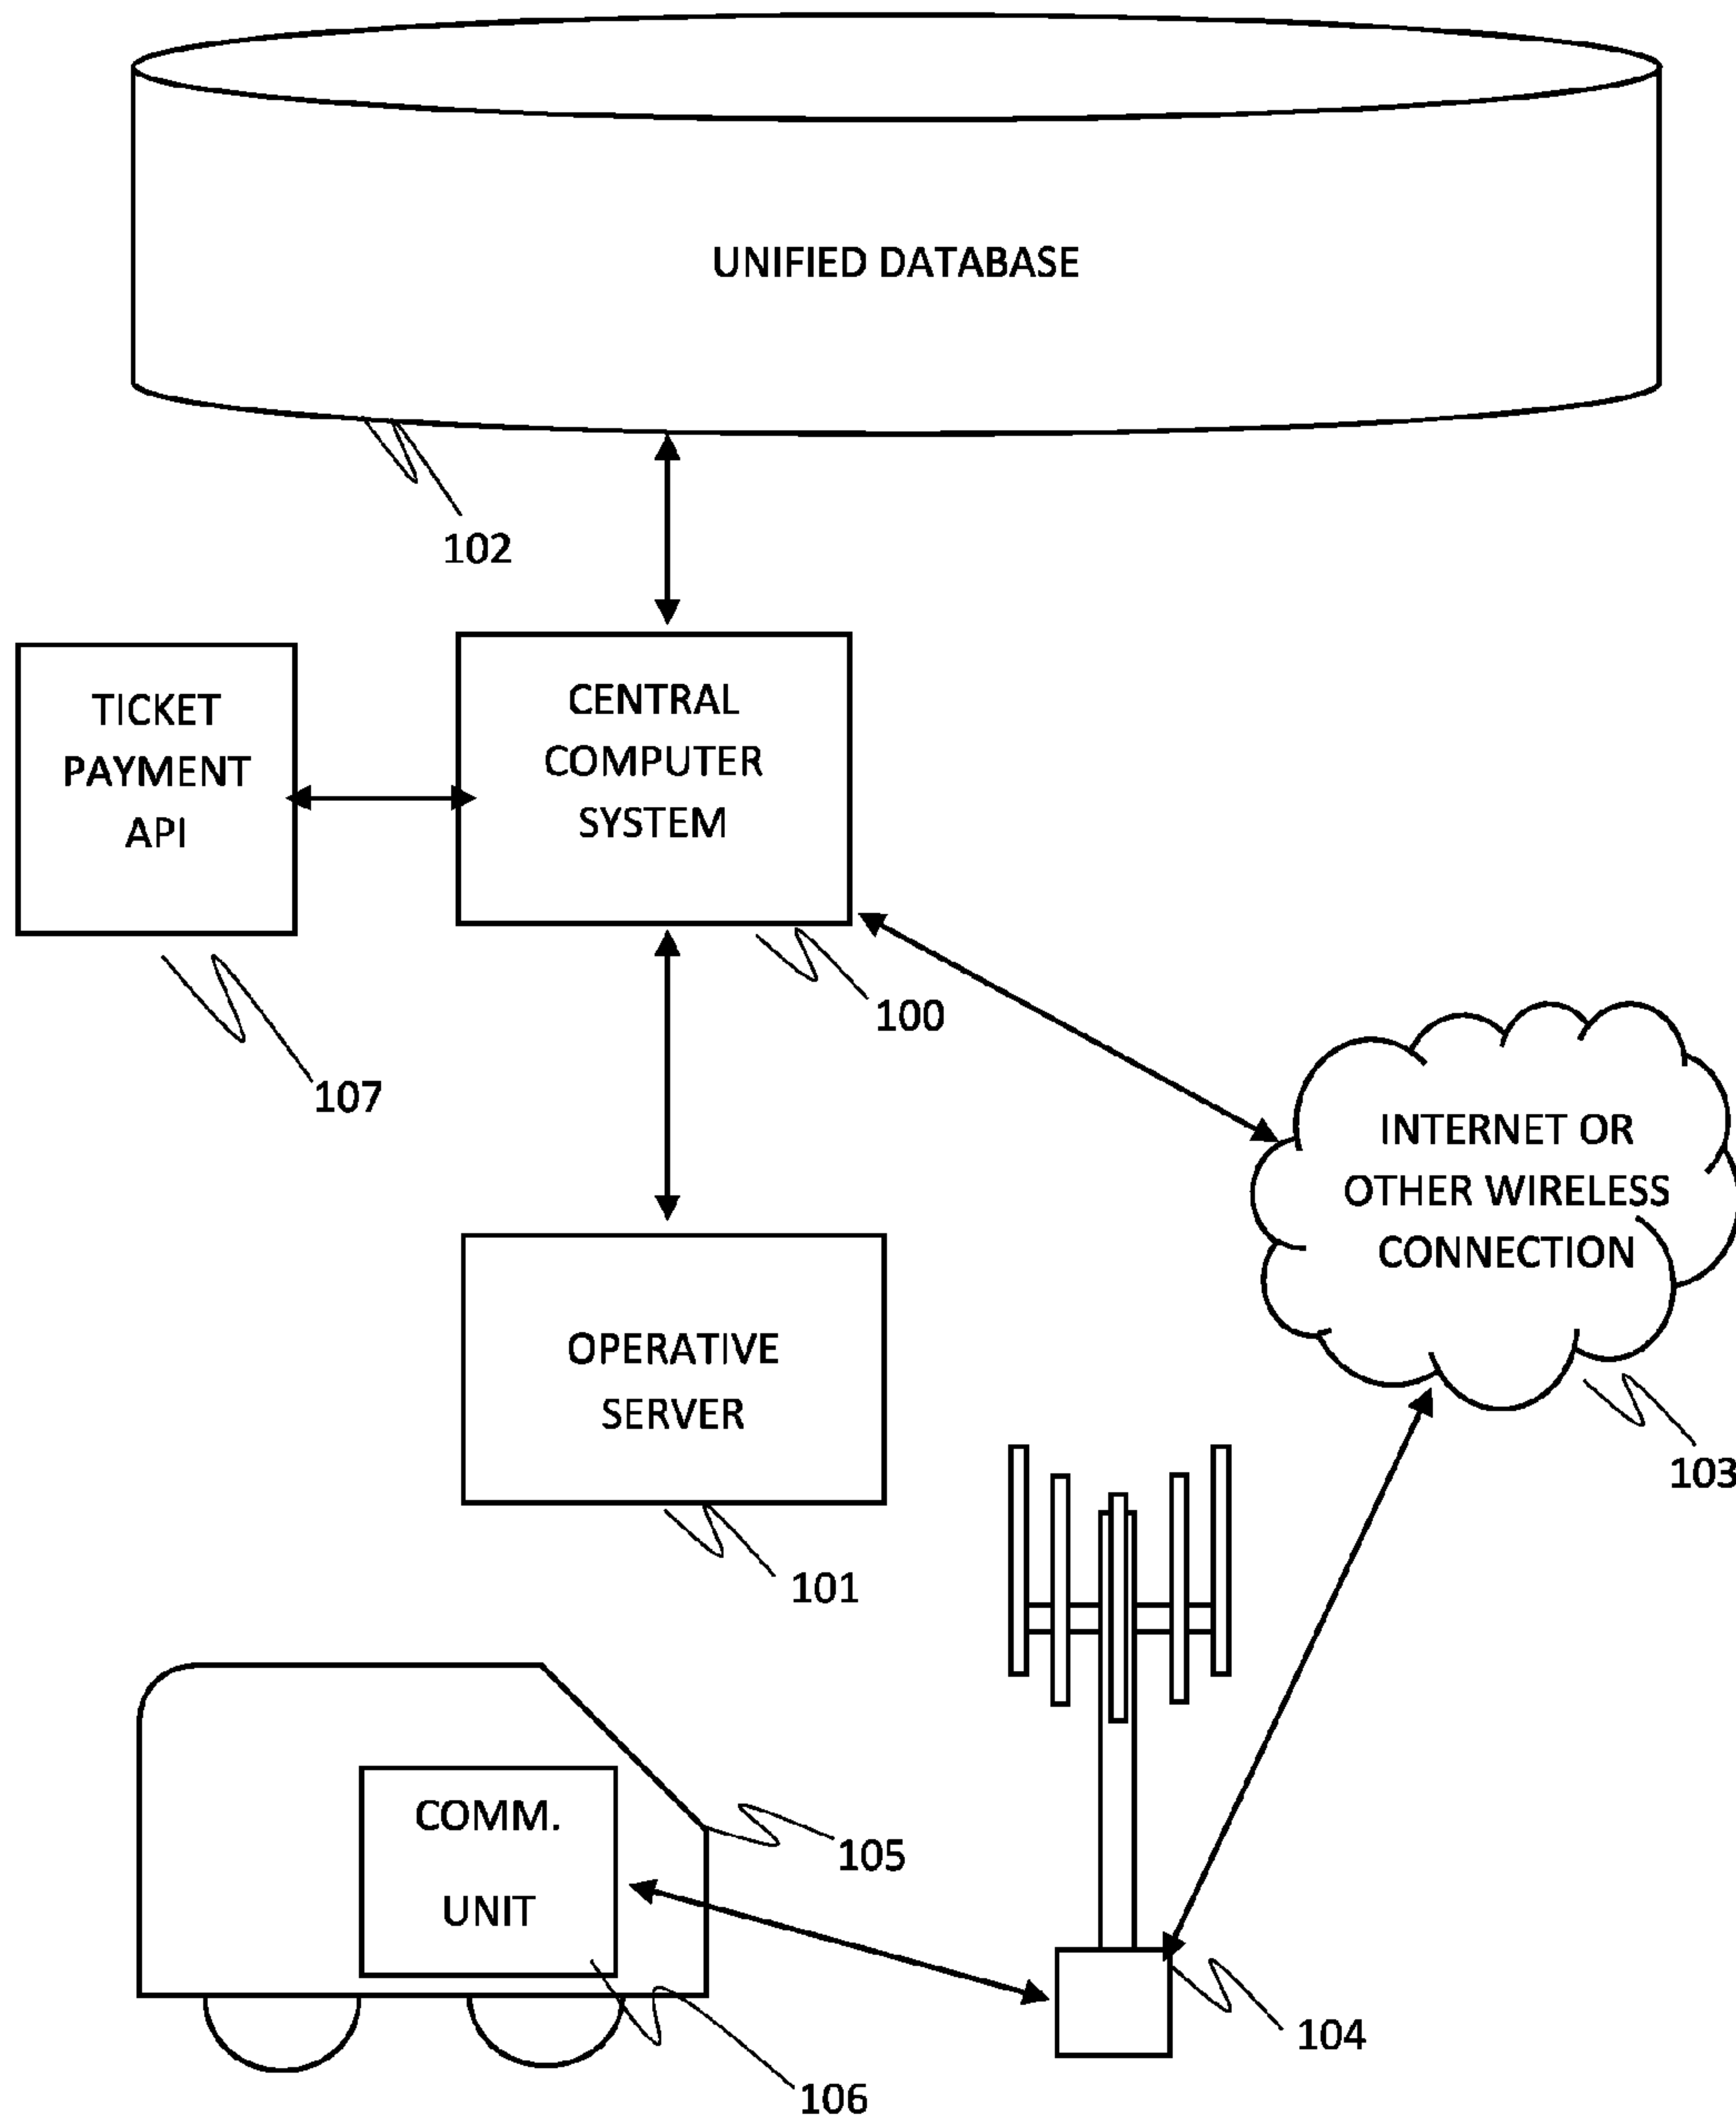 UNIFIED DATABASE
102
TICKET
PAYMENT
API
CENTRAL
COMPUTER
SYSTEM
100
107
INTERNET OR
OTHER WIRELESS
CONNECTION
103
OPERATIVE
SERVER
101
COMM.
UNIT
105
104
106